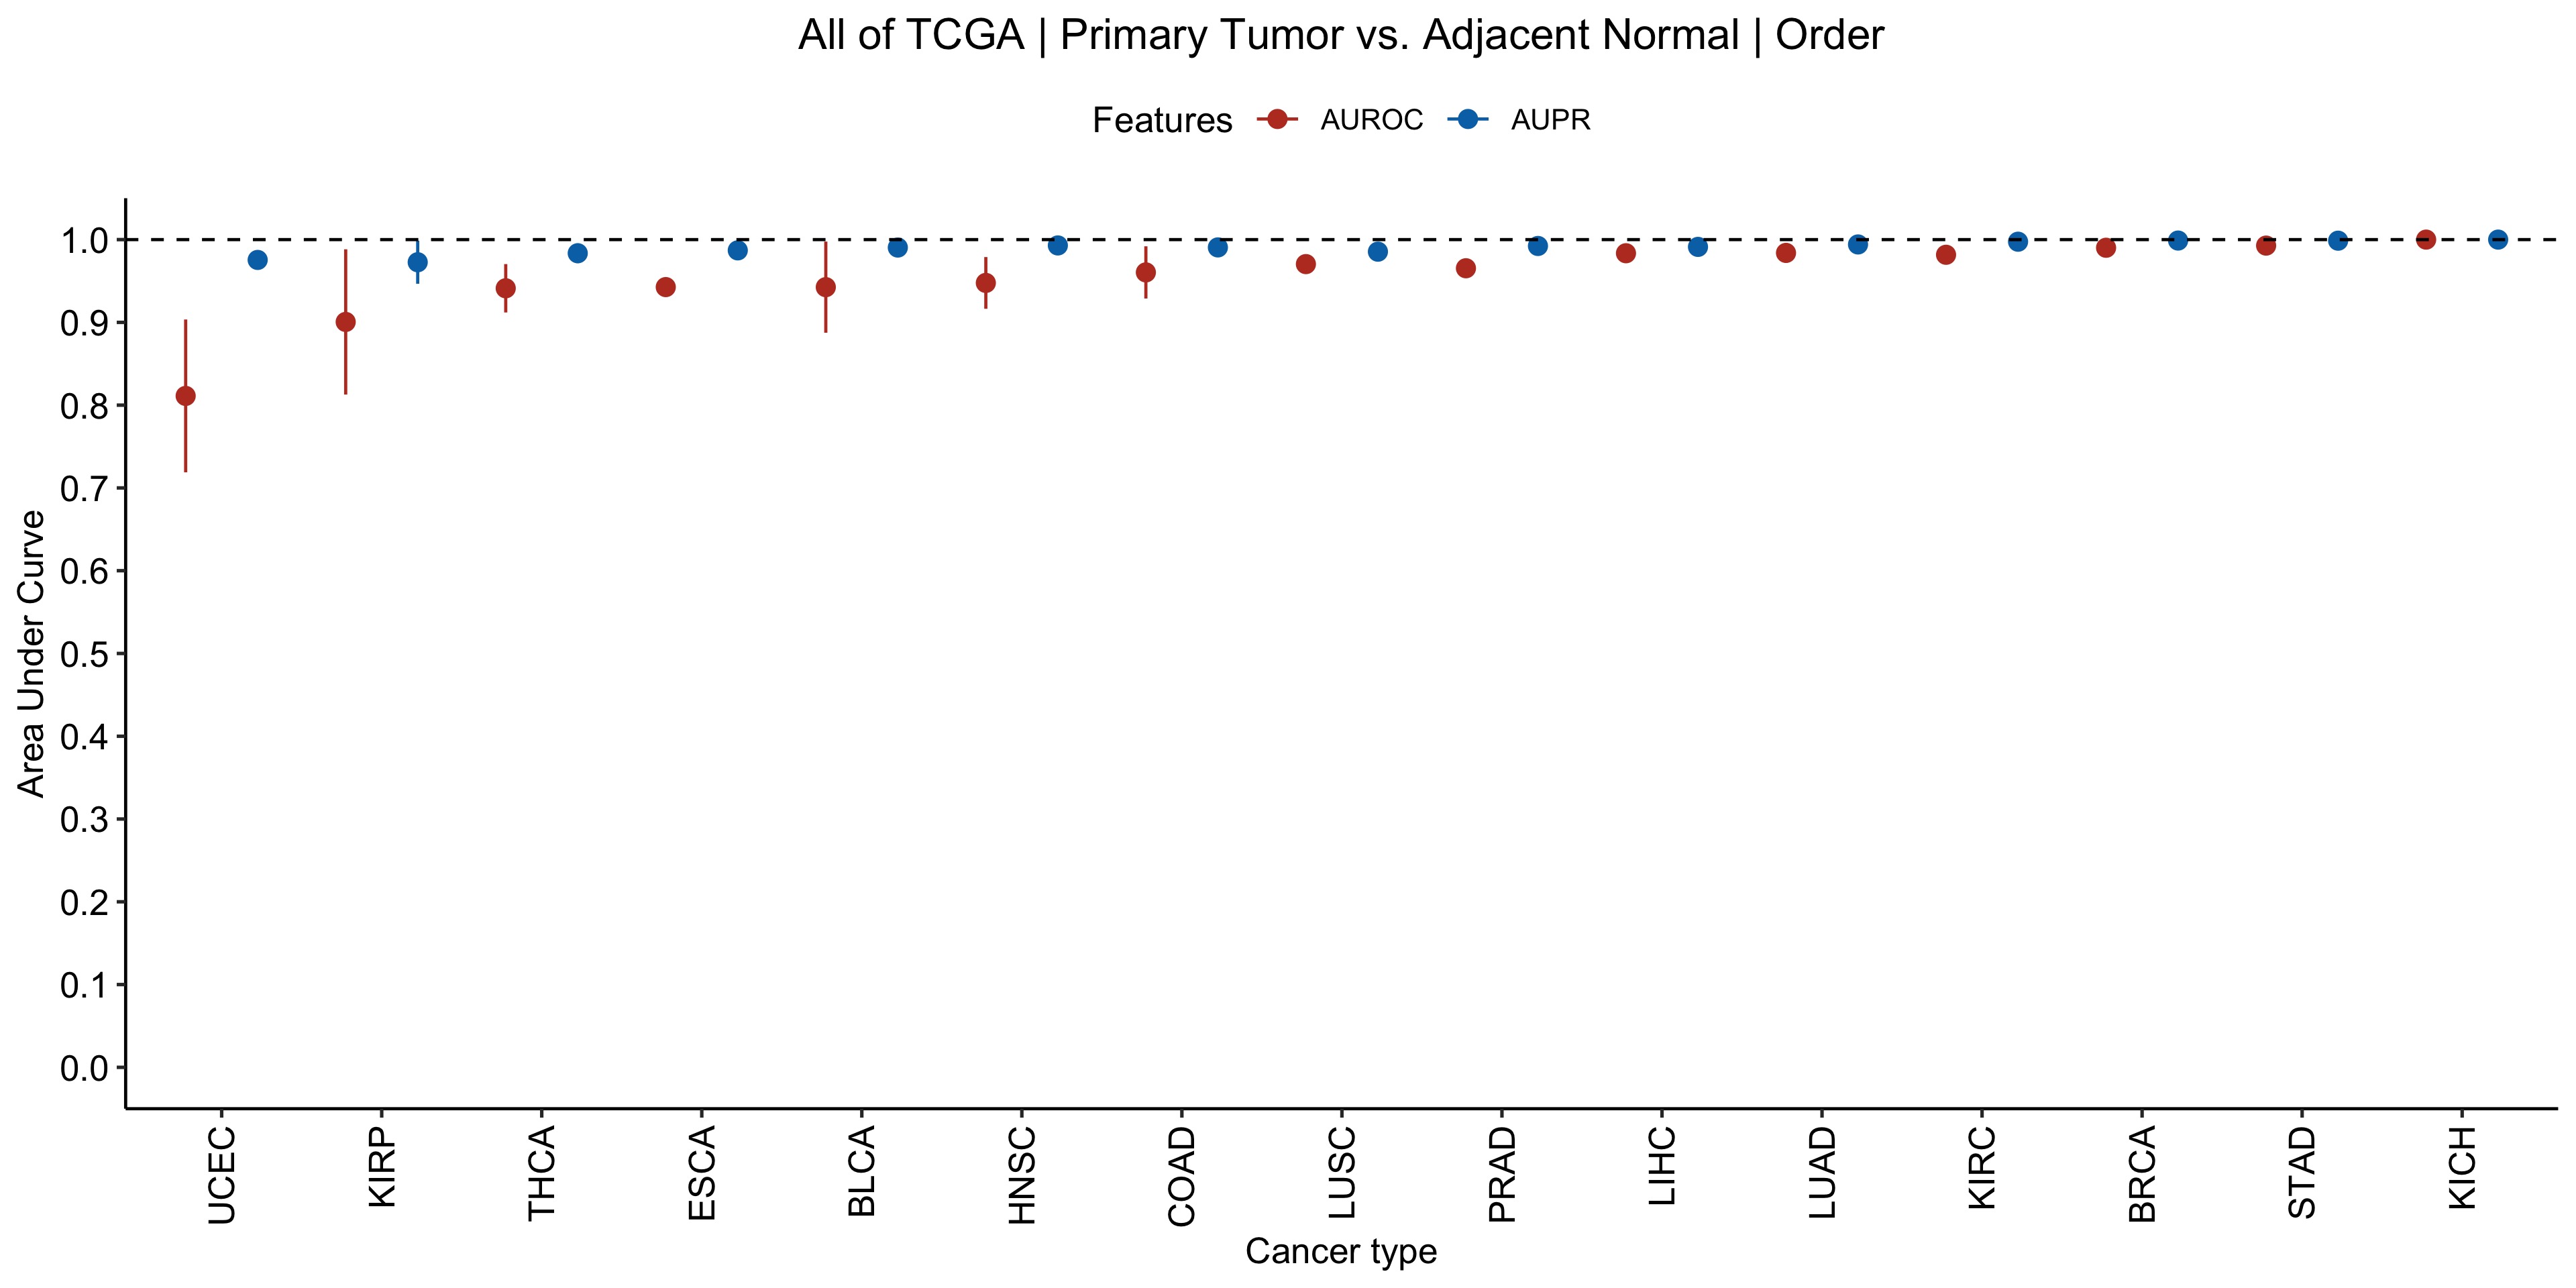 All of TCGA | Primary Tumor vs. Adjacent Normal | Order
Features AUROC AUPR
Area Under Curve
1.0
0.9
0.8
0.7
0.6
0.5
0.4
0.3
0.2
0.1
0.0
UCEC KIRP THCA ESCA BLCA HNSC COAD LUSC PRAD LIHC LUAD KIRC BRCA STAD KICH
Cancer type